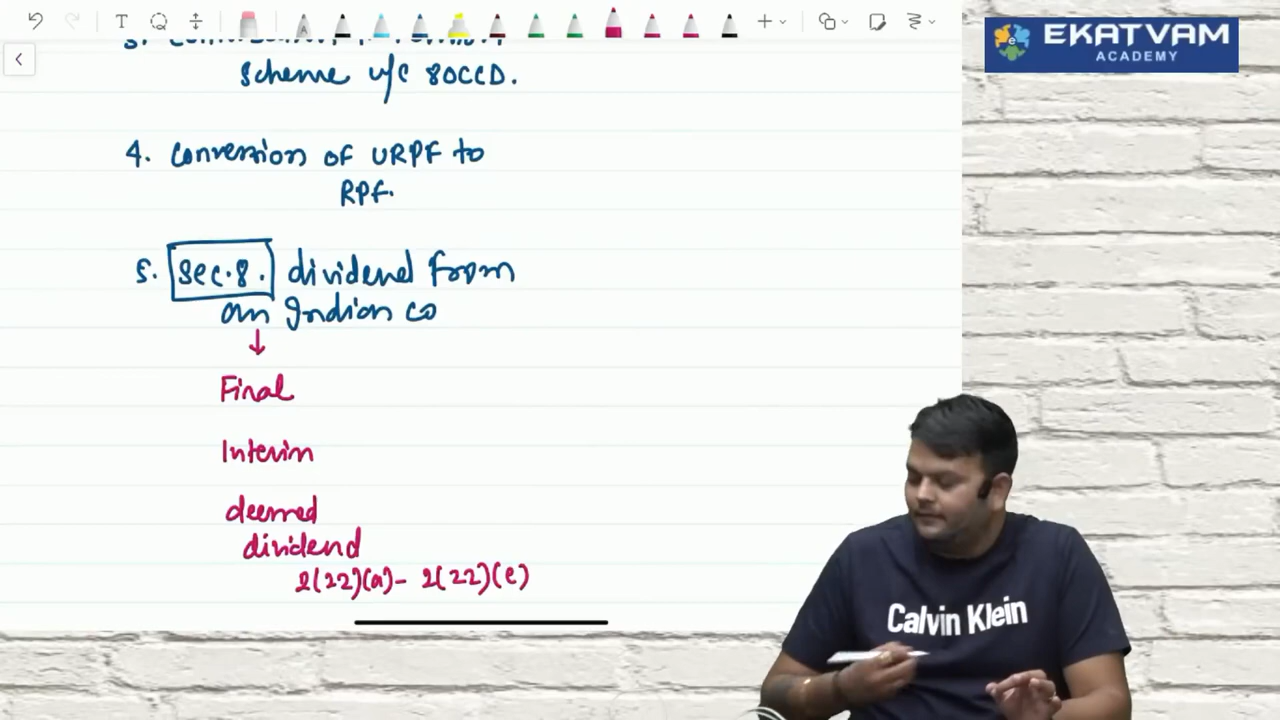 EKATVAM
ACADEMY
scheme u/c 80CCD.
4. Conversion of URPF to
RPF.
5. Sec.8. dividend from
an Indian co
↓
Final
Interim
deemed
dividend
2(22)(a)- 2(22)(e)
Calvin Klein